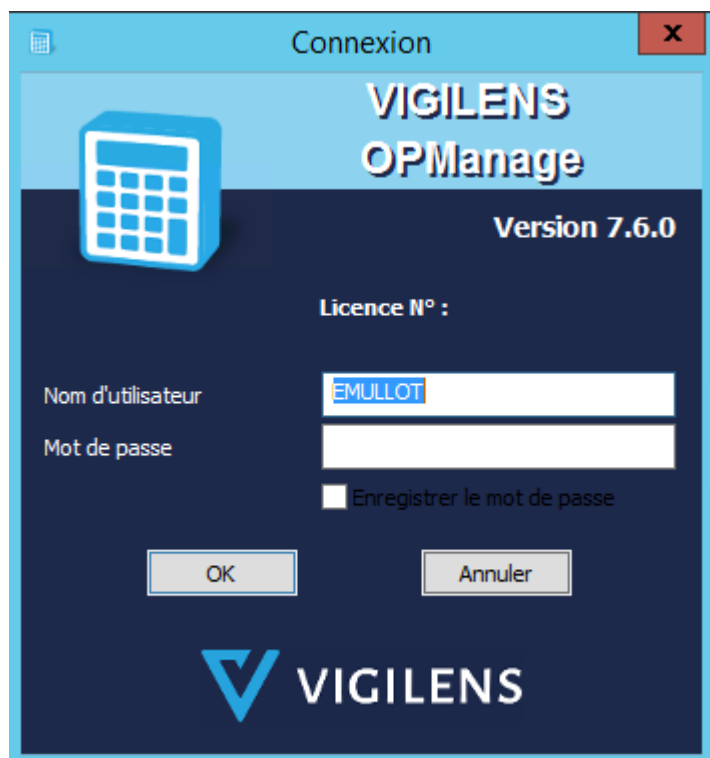 Connexion
x
VIGILENS
OPManage
Version 7.6.0
Licence N° :
Nom d'utilisateur EMULLOT
Mot de passe
Enregistrer le mot de passe
OK Annuler
VIGILENS